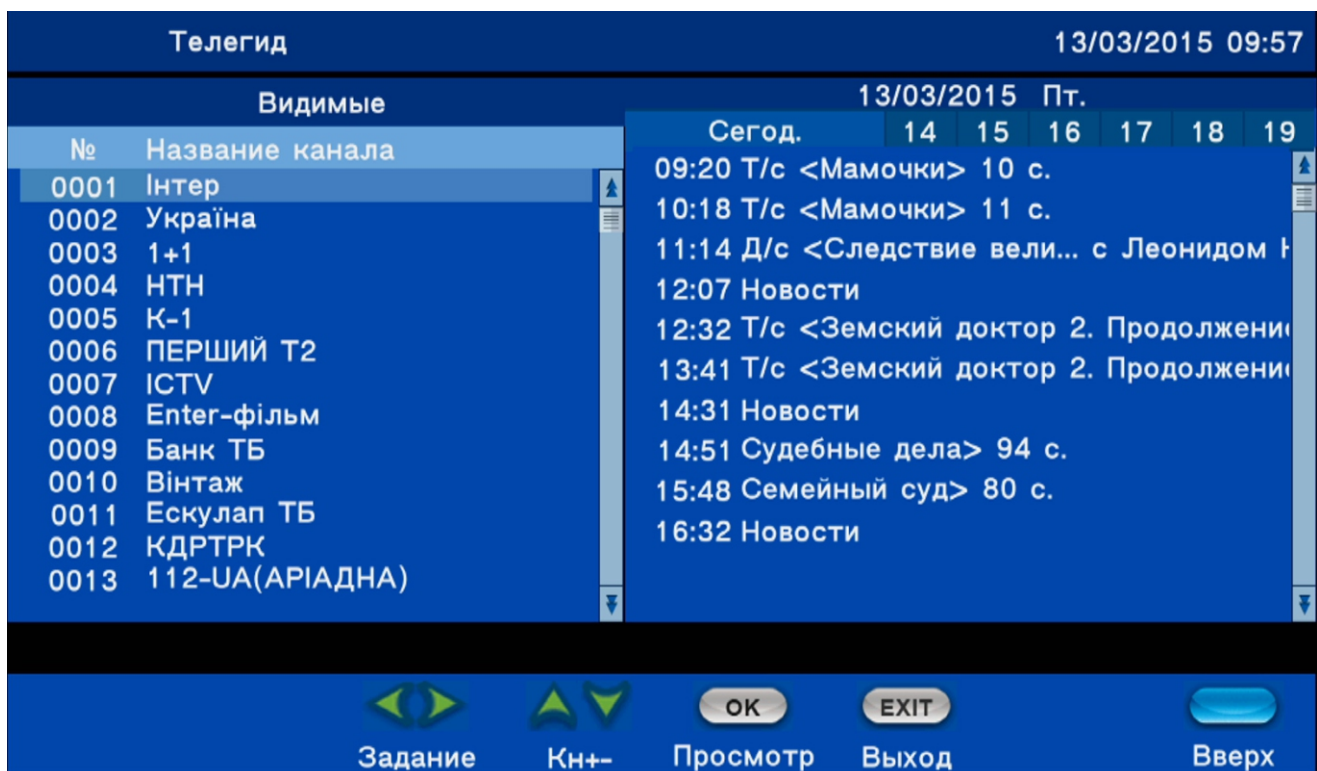 Телегид 13/03/2015 09:57
Видимые
№ Название канала
0001 Інтер
0002 Україна
0003 1+1
0004 НТН
0005 К-1
0006 ПЕРШИЙ Т2
0007 ICTV
0008 Enter-фільм
0009 Банк ТБ
0010 Вінтаж
0011 Ескулап ТБ
0012 КДРТРК
0013 112-UA(АРІАДНА)
13/03/2015 Пт.
Сегод. 14 15 16 17 18 19
09:20 Т/с <Мамочки> 10 с.
10:18 Т/с <Мамочки> 11 с.
11:14 Д/с <Следствие вели... с Леонидом
12:07 Новости
12:32 Т/с <Земский доктор 2. Продолжени
13:41 Т/с <Земский доктор 2. Продолжени
14:31 Новости
14:51 Судебные дела> 94 с.
15:48 Семейный суд> 80 с.
16:32 Новости
OK EXIT
Задание Кн+- Просмотр Выход Вверх